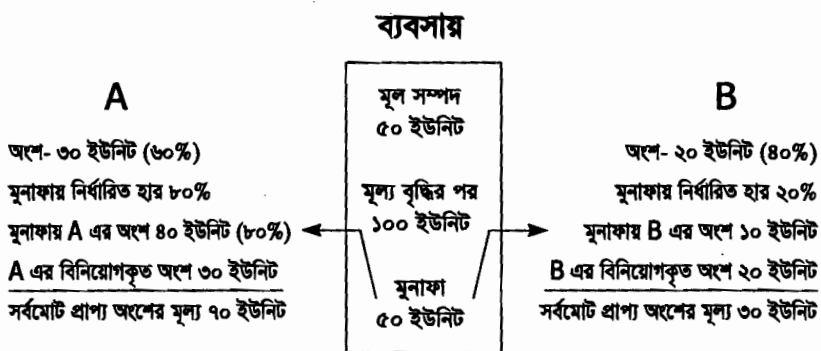 ব্যবসায়
A
অংশ- ৩০ ইউনিট (৬০%)
মুনাফায় নির্ধারিত হার ৮০%
মুনাফায় A এর অংশ ৪০ ইউনিট (৮০%)
A এর বিনিয়োগকৃত অংশ ৩০ ইউনিট
সর্বমোট প্রাপ্য অংশের মূল্য ৭০ ইউনিট
মূল সম্পদ
৫০ ইউনিট
মূল্য বৃদ্ধির পর
১০০ ইউনিট
মুনাফা
৫০ ইউনিট
B
অংশ- ২০ ইউনিট (৪০%)
মুনাফায় নির্ধারিত হার ২০%
মুনাফায় B এর অংশ ১০ ইউনিট
B এর বিনিয়োগকৃত অংশ ২০ ইউনিট
সর্বমোট প্রাপ্য অংশের মূল্য ৩০ ইউনিট